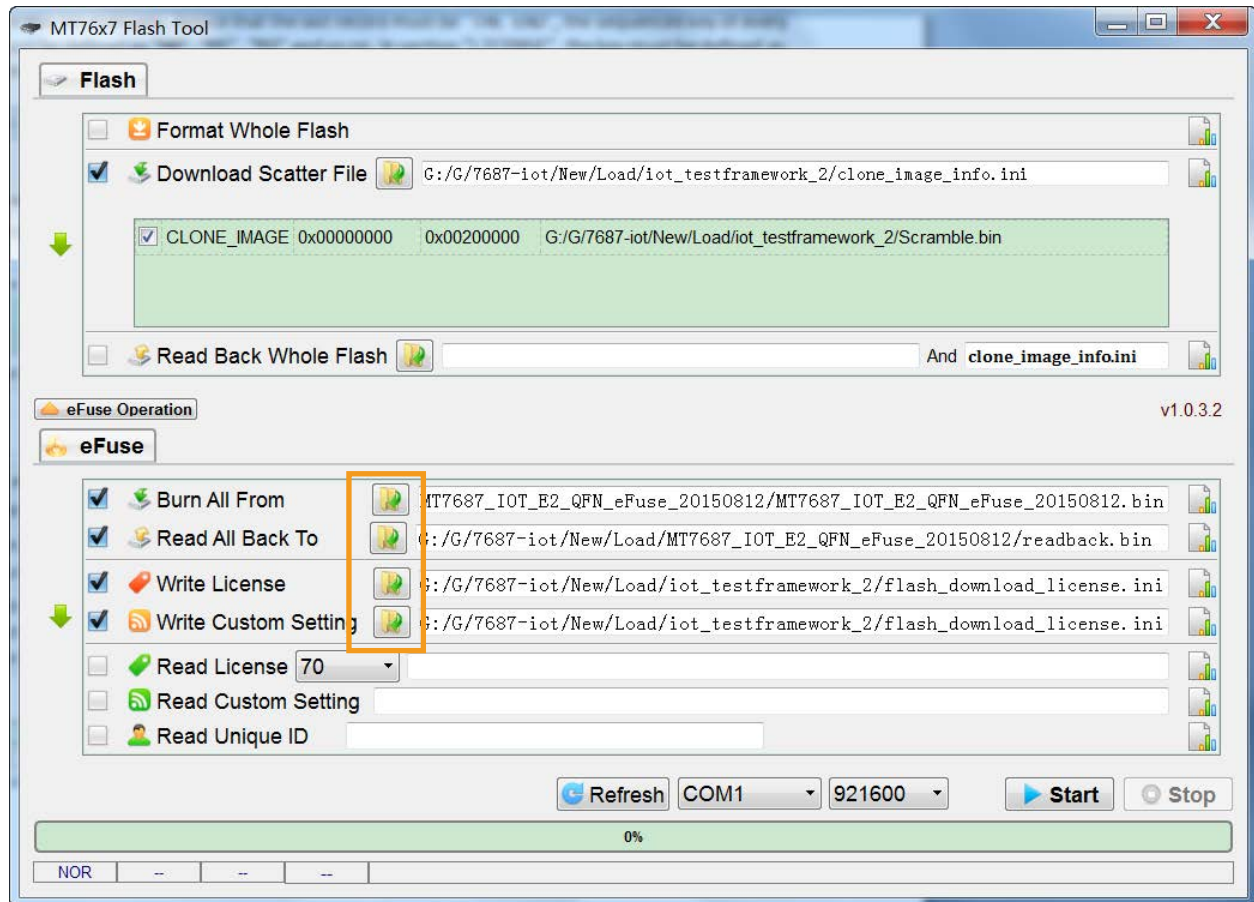 MT76x7 Flash Tool
Flash
Format Whole Flash
Download Scatter File G:/G/7687-iot/New/Load/iot_testframework_2/clone_image_info.ini
CLONE_IMAGE 0x00000000 0x00200000 G:/G/7687-iot/New/Load/iot_testframework_2/Scramble.bin
Read Back Whole Flash And clone_image_info.ini
eFuse Operation v1.0.3.2
eFuse
Burn All From MT7687_IOT_E2_QFN_eFuse_20150812/MT7687_IOT_E2_QFN_eFuse_20150812.bin
Read All Back To G:/G/7687-iot/New/Load/MT7687_IOT_E2_QFN_eFuse_20150812/readback.bin
Write License G:/G/7687-iot/New/Load/iot_testframework_2/flash_download_license.ini
Write Custom Setting G:/G/7687-iot/New/Load/iot_testframework_2/flash_download_license.ini
Read License 70
Read Custom Setting
Read Unique ID
Refresh COM1 921600 Start Stop
0%
NOR -- -- --